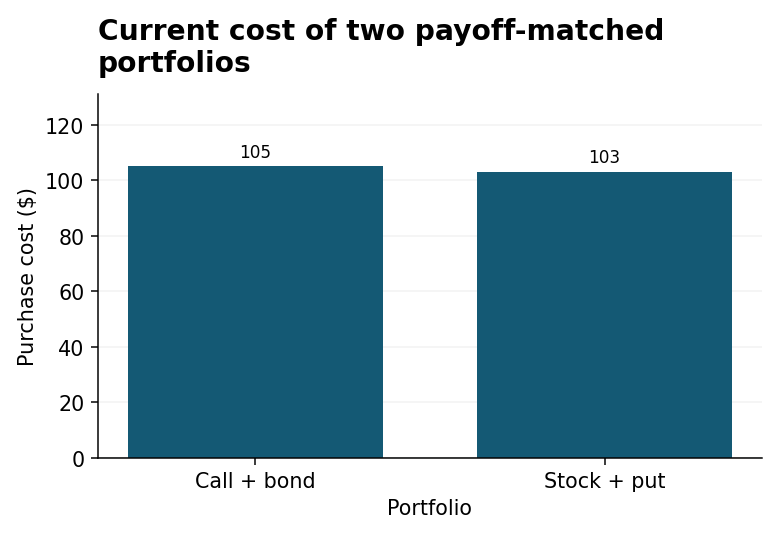 Current cost of two payoff-matched
portfolios
120
100
80
60
40
20
0
Purchase cost ($)
105
103
Call + bond
Stock + put
Portfolio